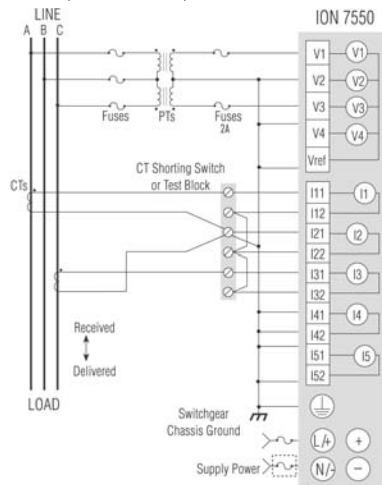 LINE
A B C
ION 7550
V1 V1
V2 V2
V3 V3
V4 V4
Vref
Fuses PTs Fuses
2A
CT Shorting Switch
or Test Block
CTs
I11 I1
I12
I21 I2
I22
I31 I3
I32
I41 I4
I42
I51 I5
I52
Received
Delivered
LOAD
Switchgear
Chassis Ground
L/+ +
Supply Power N/- −